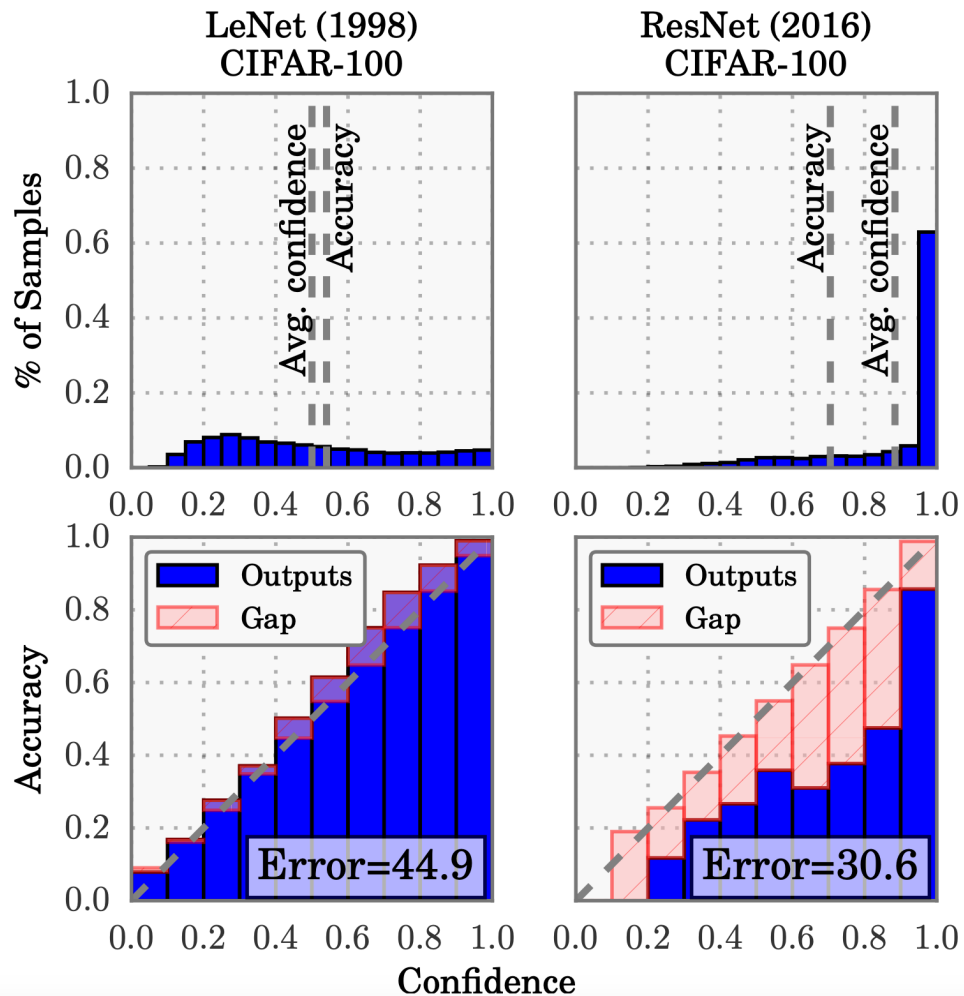 LeNet (1998)
CIFAR-100
ResNet (2016)
CIFAR-100
% of Samples
1.0
0.8
0.6
0.4
0.2
0.0
Avg. confidence
Accuracy
Accuracy
Avg. confidence
0.0 0.2 0.4 0.6 0.8 1.0
0.0 0.2 0.4 0.6 0.8 1.0
Accuracy
1.0
0.8
0.6
0.4
0.2
0.0
Outputs
Gap
Error=44.9
Outputs
Gap
Error=30.6
0.0 0.2 0.4 0.6 0.8 1.0
0.0 0.2 0.4 0.6 0.8 1.0
Confidence